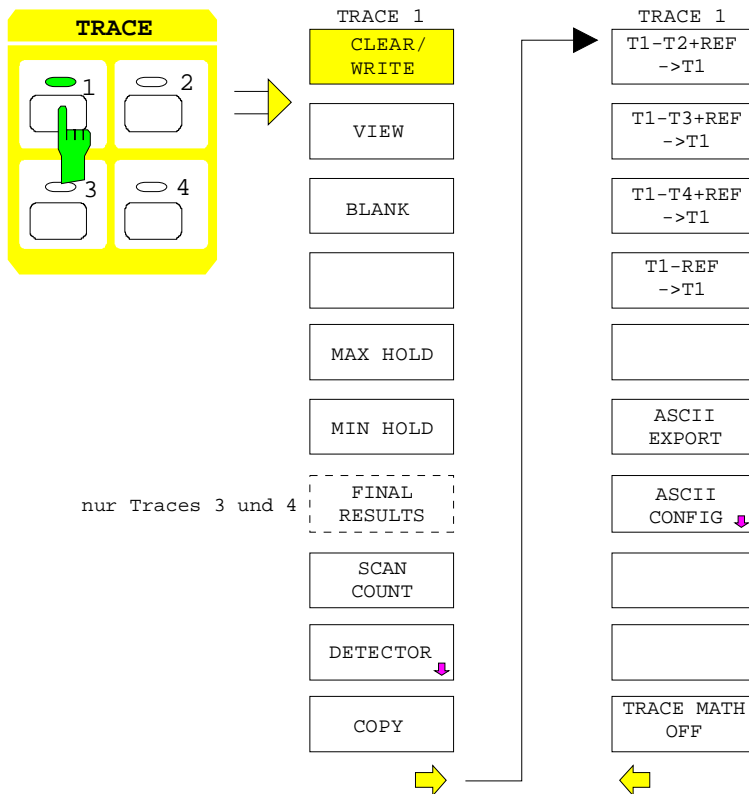 TRACE
1
2
3
4
TRACE 1
CLEAR/
WRITE
VIEW
BLANK
MAX HOLD
MIN HOLD
nur Traces 3 und 4
FINAL
RESULTS
SCAN
COUNT
DETECTOR
COPY
TRACE 1
T1-T2+REF
->T1
T1-T3+REF
->T1
T1-T4+REF
->T1
T1-REF
->T1
ASCII
EXPORT
ASCII
CONFIG
TRACE MATH
OFF